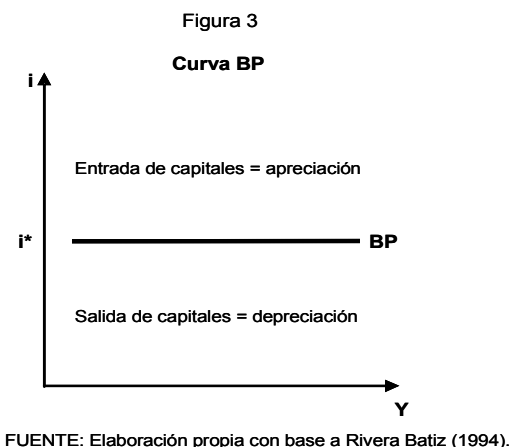 Figura 3
Curva BP
i
Entrada de capitales = apreciación
i*
BP
Salida de capitales = depreciación
Y
FUENTE: Elaboración propia con base a Rivera Batiz (1994).